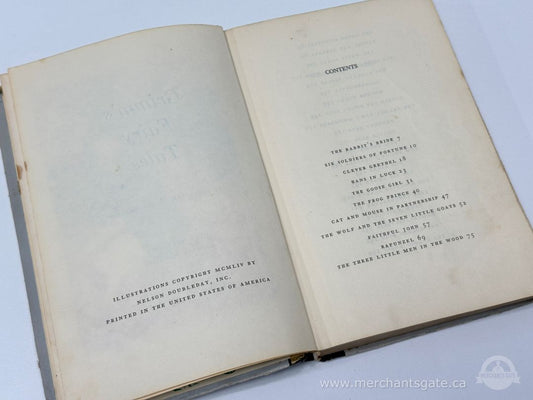 Grimm's
Fairy
Tales
ILLUSTRATIONS COPYRIGHT MCMLIV BY
NELSON DOUBLEDAY, INC.
PRINTED IN THE UNITED STATES OF AMERICA
CONTENTS
THE RABBIT'S BRIDE 7
SIX SOLDIERS OF FORTUNE 10
CLEVER GRETHEL 18
HANS IN LUCK 23
THE GOOSE GIRL 31
THE FROG PRINCE 40
CAT AND MOUSE IN PARTNERSHIP 47
THE WOLF AND THE SEVEN LITTLE GOATS 52
FAITHFUL JOHN 57
RAPUNZEL 69
THE THREE LITTLE MEN IN THE WOOD 75
www.merchantsgate.ca